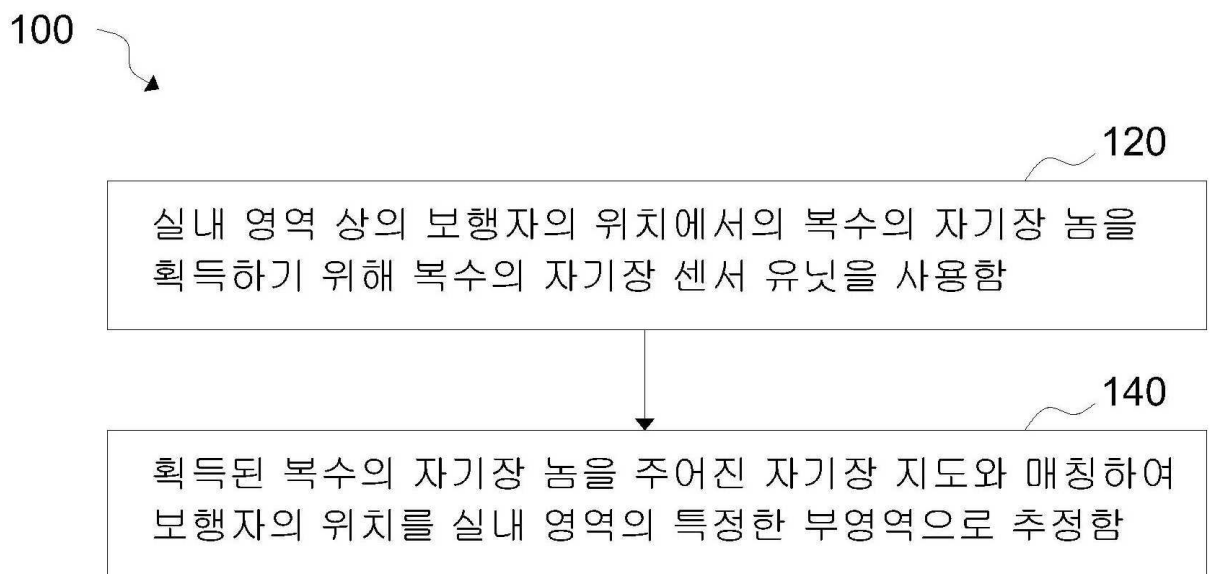 100
120
실내 영역 상의 보행자의 위치에서의 복수의 자기장 놈을
획득하기 위해 복수의 자기장 센서 유닛을 사용함
140
획득된 복수의 자기장 놈을 주어진 자기장 지도와 매칭하여
보행자의 위치를 실내 영역의 특정한 부영역으로 추정함